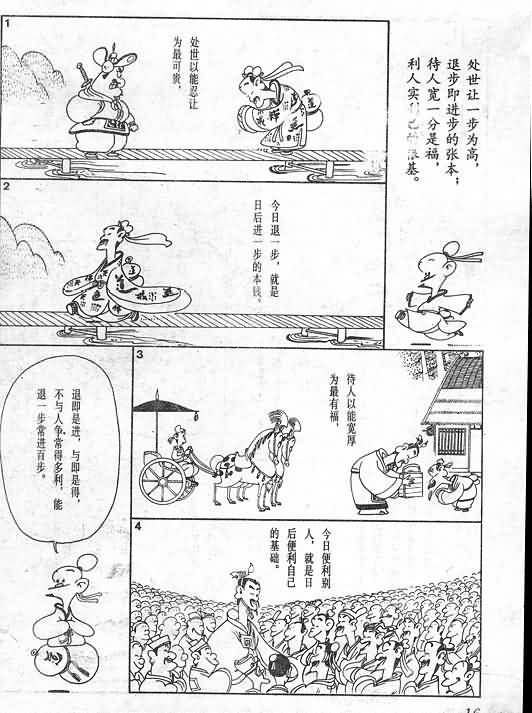 处世让一步为高，
退步即进步的张本；
待人宽一分是福，
利人实
基。
1
处世以能忍让
为最可贵，
道
2
今日退一步，就是
日后进一步的本钱。
道
3
待人以能宽厚
为最有福，
4
今日便利别
人，就是日
后便利自己
的基础。
退即是进，与即是得，
不与人争常得多利，能
退一步常进百步。
16